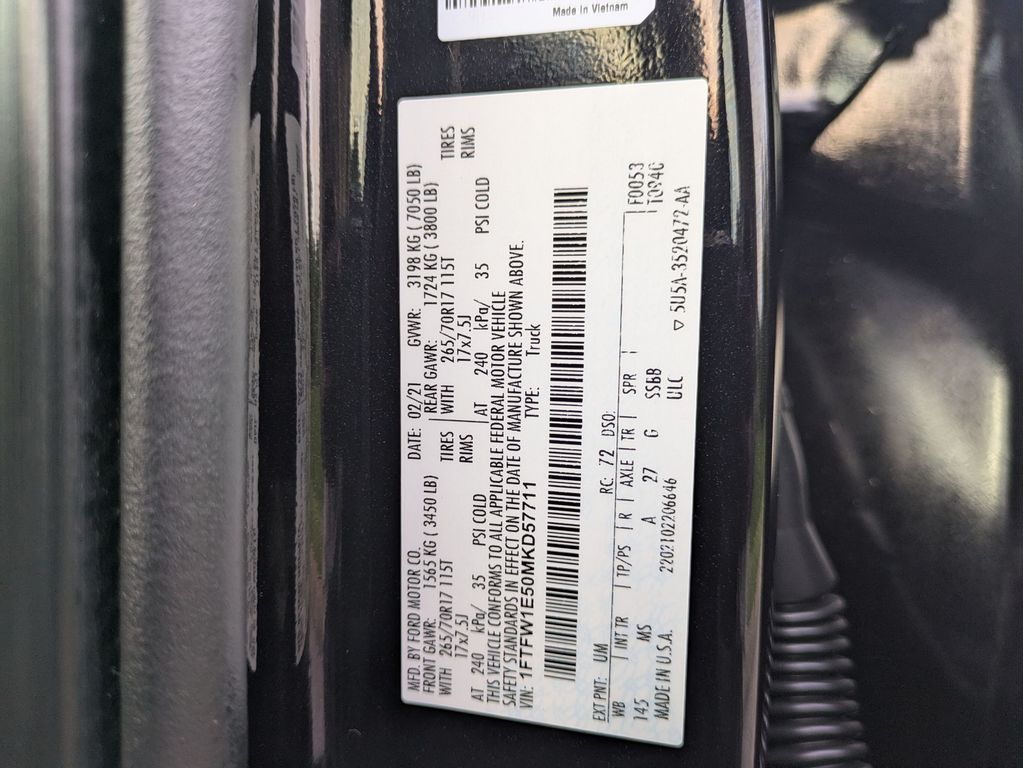 Made in Vietnam
MFD. BY FORD MOTOR CO. DATE: 02/21 GVWR: 3198 KG ( 7050 LB)
FRONT GAWR: 1565 KG ( 3450 LB) REAR GAWR: 1724 KG ( 3800 LB)
WITH 265/70R17 115T TIRES WITH 265/70R17 115T TIRES
17x7.5J RIMS 17x7.5J RIMS
AT 240 kPa/ 35 PSI COLD AT 240 kPa/ 35 PSI COLD
THIS VEHICLE CONFORMS TO ALL APPLICABLE FEDERAL MOTOR VEHICLE
SAFETY STANDARDS IN EFFECT ON THE DATE OF MANUFACTURE SHOWN ABOVE.
VIN: 1FTFW1E50MKD57711 TYPE: Truck
EXT PNT: UM RC: 72 DSO: F0053
WB INT TR TP/PS R AXLE TR SPR
145 MS A 27 G SSBB
MADE IN U.S.A. 2202102206646 ULC
▽ 5U5A-3520472-AA